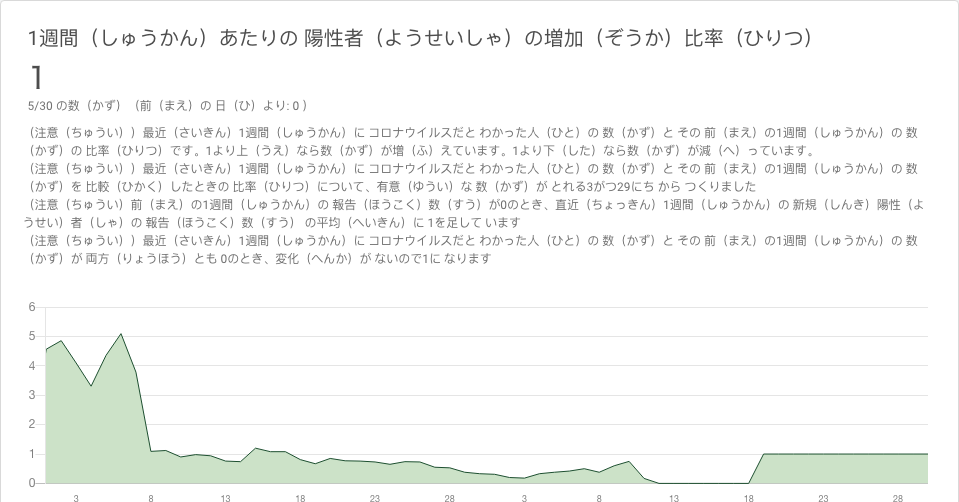 1週間（しゅうかん）あたりの 陽性者（ようせいしゃ）の増加（ぞうか）比率（ひりつ）
1
5/30 の数（かず）（前（まえ）の 日（ひ）より: 0 ）
（注意（ちゅうい））最近（さいきん）1週間（しゅうかん）に コロナウイルスだと わかった人（ひと）の 数（かず）と その 前（まえ）の1週間（しゅうかん）の 数
（かず）の 比率（ひりつ）です。1より上（うえ）なら数（かず）が増（ふ）えています。1より下（した）なら数（かず）が減（へ）っています。
（注意（ちゅうい））最近（さいきん）1週間（しゅうかん）に コロナウイルスだと わかった人（ひと）の 数（かず）と その 前（まえ）の1週間（しゅうかん）の 数
（かず）を 比較（ひかく）したときの 比率（ひりつ）について、有意（ゆうい）な 数（かず）が とれる3がつ29にち から つくりました
（注意（ちゅうい）前（まえ）の1週間（しゅうかん）の 報告（ほうこく）数（すう）が0のとき、直近（ちょっきん）1週間（しゅうかん）の 新規（しんき）陽性（よ
うせい）者（しゃ）の 報告（ほうこく）数（すう） の平均（へいきん）に 1を足して います
（注意（ちゅうい））最近（さいきん）1週間（しゅうかん）に コロナウイルスだと わかった人（ひと）の 数（かず）と その 前（まえ）の1週間（しゅうかん）の 数
（かず）が 両方（りょうほう）とも 0のとき、変化（へんか）が ないので1に なります
6
5
4
3
2
1
0
3 8 13 18 23 28 3 8 13 18 23 28